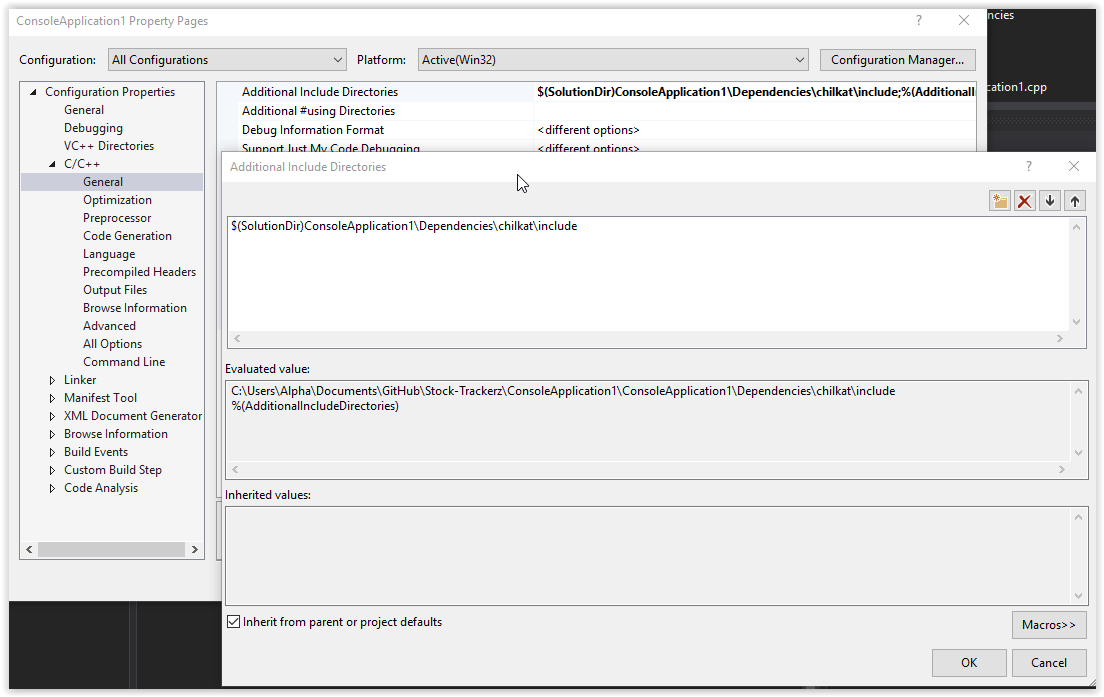 ConsoleApplication1 Property Pages
?
ncies
Configuration:
All Configurations
Platform:
Active(Win32)
Configuration Manager...
cation1.cpp
Configuration Properties
General
Debugging
VC++ Directories
C/C++
General
Optimization
Preprocessor
Code Generation
Language
Precompiled Headers
Output Files
Browse Information
Advanced
All Options
Command Line
Linker
Manifest Tool
XML Document Generator
Browse Information
Build Events
Custom Build Step
Code Analysis
Additional Include Directories $(SolutionDir)ConsoleApplication1\Dependencies\chilkat\include;%(AdditionalI
Additional #using Directories
Debug Information Format <different options>
Support Just My Code Debugging <different options>
Additional Include Directories
?
$(SolutionDir)ConsoleApplication1\Dependencies\chilkat\include
Evaluated value:
C:\Users\Alpha\Documents\GitHub\Stock-Trackerz\ConsoleApplication1\ConsoleApplication1\Dependencies\chilkat\include
%(AdditionalIncludeDirectories)
Inherited values:
Inherit from parent or project defaults
Macros>>
OK
Cancel